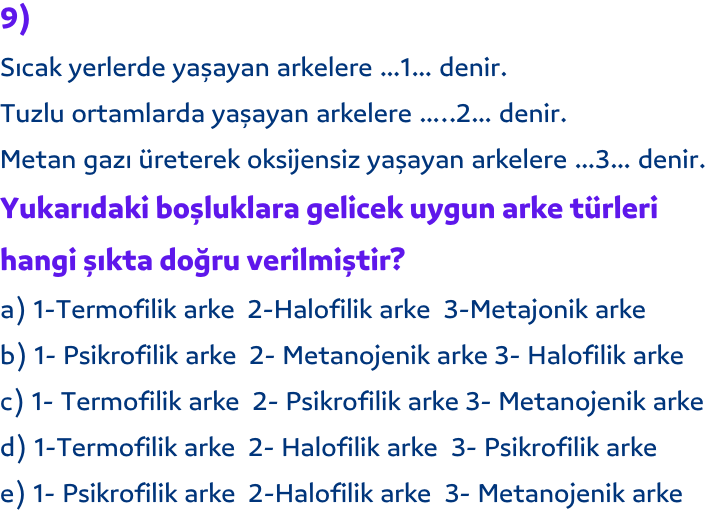 9)
Sıcak yerlerde yaşayan arkelere ...1... denir.
Tuzlu ortamlarda yaşayan arkelere .....2... denir.
Metan gazı üreterek oksijensiz yaşayan arkelere ...3... denir.
Yukarıdaki boşluklara gelicek uygun arke türleri
hangi şıkta doğru verilmiştir?
a) 1-Termofilik arke 2-Halofilik arke 3-Metajonik arke
b) 1- Psikrofilik arke 2- Metanojenik arke 3- Halofilik arke
c) 1- Termofilik arke 2- Psikrofilik arke 3- Metanojenik arke
d) 1-Termofilik arke 2- Halofilik arke 3- Psikrofilik arke
e) 1- Psikrofilik arke 2-Halofilik arke 3- Metanojenik arke